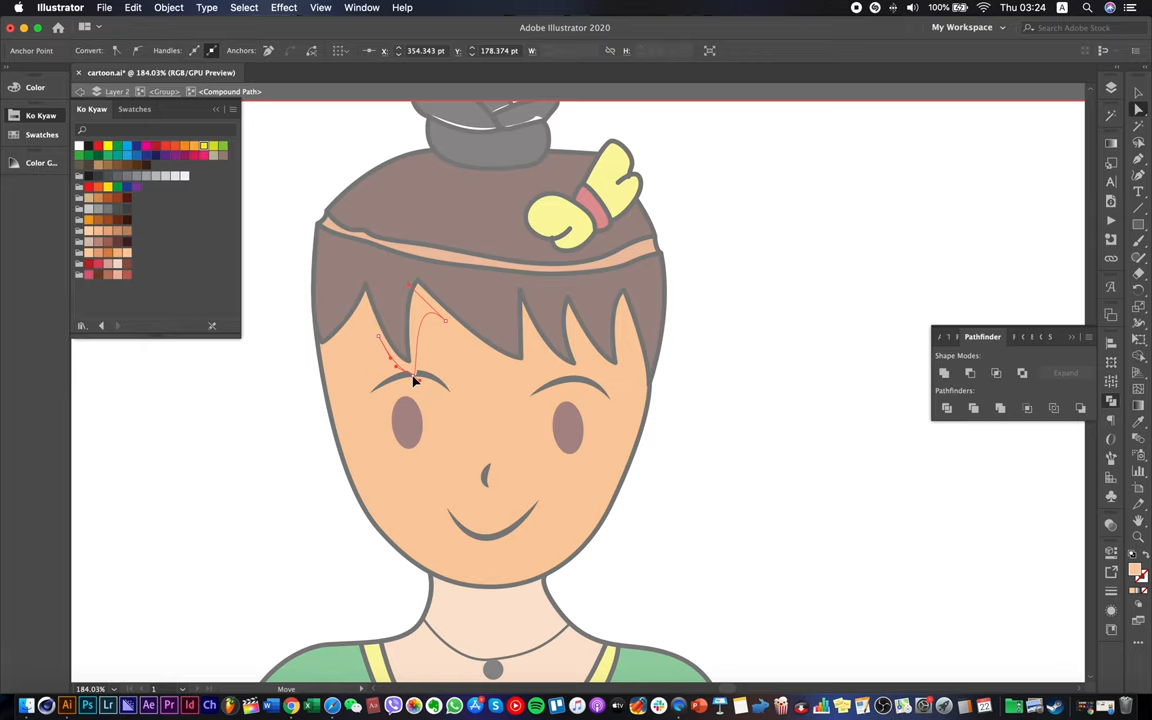 Illustrator File Edit Object Type Select Effect View Window Help 100% Thu 03:24 A
Adobe Illustrator 2020 My Workspace Search Adobe Stock
Anchor Point Convert: Handles: Anchors: X: 354.343 pt Y: 178.374 pt W: H:
× cartoon.ai* @ 184.03% (RGB/GPU Preview)
Layer 2 <Group> <Compound Path>
Color
Ko Kyaw
Swatches
Color G...
Ko Kyaw Swatches
Pathfinder
Shape Modes:
Expand
Pathfinders:
184.03% 1 Move